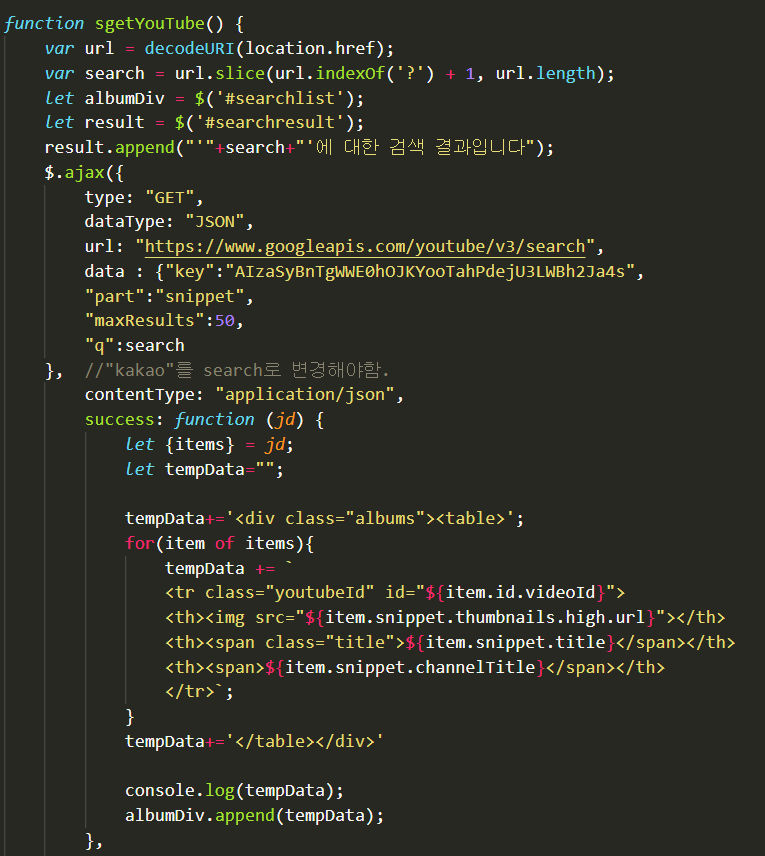 function sgetYouTube() {
var url = decodeURI(location.href);
var search = url.slice(url.indexOf('?') + 1, url.length);
let albumDiv = $('#searchlist');
let result = $('#searchresult');
result.append("'"+search+"'에 대한 검색 결과입니다");
$.ajax({
type: "GET",
dataType: "JSON",
url: "https://www.googleapis.com/youtube/v3/search",
data : {"key":"AIzaSyBnTgWWE0hOJKYooTahPdejU3LWBh2Ja4s",
"part":"snippet",
"maxResults":50,
"q":search
}, //"kakao"를 search로 변경해야함.
contentType: "application/json",
success: function (jd) {
let {items} = jd;
let tempData="";
tempData+='<div class="albums"><table>';
for(item of items){
tempData += `
<tr class="youtubeId" id="${item.id.videoId}">
<th><img src="${item.snippet.thumbnails.high.url}"></th>
<th><span class="title">${item.snippet.title}</span></th>
<th><span>${item.snippet.channelTitle}</span></th>
</tr>`;
}
tempData+='</table></div>'
console.log(tempData);
albumDiv.append(tempData);
},